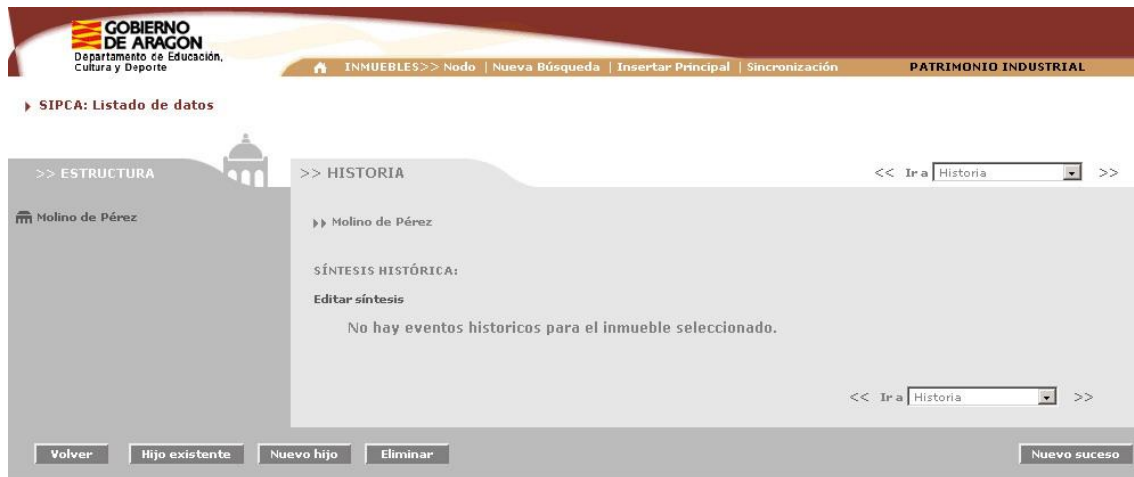 GOBIERNO
DE ARAGON
Departamento de Educación,
Cultura y Deporte
INMUEBLES>> Nodo | Nueva Búsqueda | Insertar Principal | Sincronización
PATRIMONIO INDUSTRIAL
SIPCA: Listado de datos
>> ESTRUCTURA
>> HISTORIA
<< Ir a Historia >>
Molino de Pérez
Molino de Pérez
SÍNTESIS HISTÓRICA:
Editar síntesis
No hay eventos historicos para el inmueble seleccionado.
<< Ir a Historia >>
Volver Hijo existente Nuevo hijo Eliminar Nuevo suceso